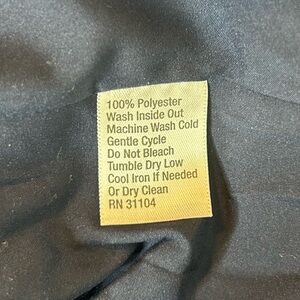 100% Polyester
Wash Inside Out
Machine Wash Cold
Gentle Cycle
Do Not Bleach
Tumble Dry Low
Cool Iron If Needed
Or Dry Clean
RN 31104